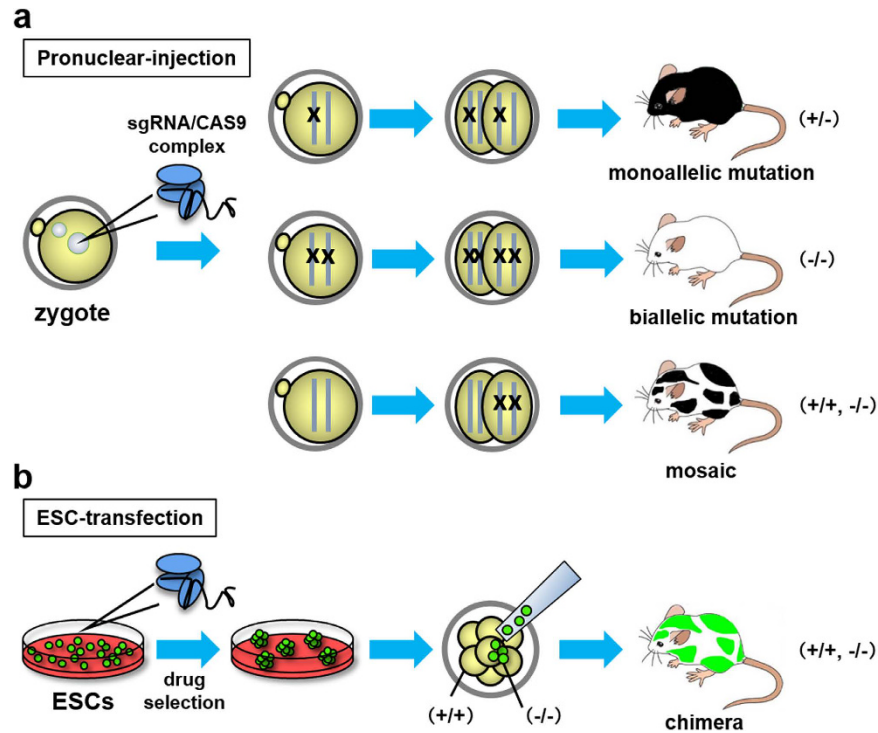 a
Pronuclear-injection
sgRNA/CAS9
complex
zygote
x
x x
(+/-)
monoallelic mutation
xx
xx xx
(-/-)
biallelic mutation
xx
(+/+, -/-)
mosaic
b
ESC-transfection
ESCs
drug
selection
(+/+) (-/-)
(+/+, -/-)
chimera